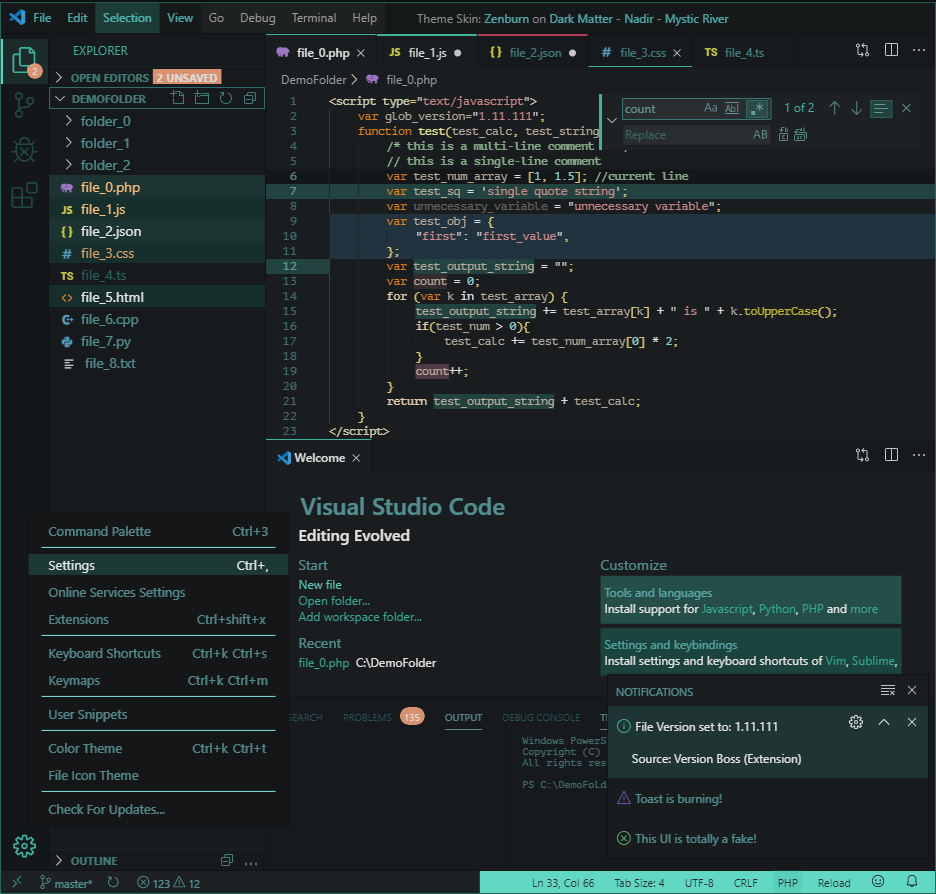 File Edit Selection View Go Debug Terminal Help Theme Skin: Zenburn on Dark Matter - Nadir - Mystic River
EXPLORER
2
OPEN EDITORS 2 UNSAVED
DEMOFOLDER
folder_0
folder_1
folder_2
file_0.php
JS file_1.js
{} file_2.json
# file_3.css
TS file_4.ts
<> file_5.html
file_6.cpp
file_7.py
file_8.txt
file_0.php × JS file_1.js ● {} file_2.json ● # file_3.css × TS file_4.ts
DemoFolder > file_0.php
count Aa Abl .* 1 of 2
Replace AB
1 <script type="text/javascript">
2 var glob_version="1.11.111";
3 function test(test_calc, test_string
4 /* this is a multi-line comment
5 // this is a single-line comment
6 var test_num_array = [1, 1.5]; //current line
7 var test_sq = 'single quote string';
8 var unnecessary_variable = "unnecessary variable";
9 var test_obj = {
10 "first": "first_value",
11 };
12 var test_output_string = "";
13 var count = 0;
14 for (var k in test_array) {
15 test_output_string += test_array[k] + " is " + k.toUpperCase();
16 if(test_num > 0){
17 test_calc += test_num_array[0] * 2;
18 }
19 count++;
20 }
21 return test_output_string + test_calc;
22 }
23 </script>
Welcome ×
Visual Studio Code
Editing Evolved
Start
New file
Open folder...
Add workspace folder...
Recent
file_0.php C:\DemoFolder
Customize
Tools and languages
Install support for Javascript, Python, PHP and more
Settings and keybindings
Install settings and keyboard shortcuts of Vim, Sublime,
Command Palette Ctrl+3
Settings Ctrl+,
Online Services Settings
Extensions Ctrl+shift+x
Keyboard Shortcuts Ctrl+k Ctrl+s
Keymaps Ctrl+k Ctrl+m
User Snippets
Color Theme Ctrl+k Ctrl+t
File Icon Theme
Check For Updates...
SEARCH PROBLEMS 135 OUTPUT DEBUG CONSOLE
Windows PowerS
Copyright (C)
All rights res
PS C:\DemoFold
NOTIFICATIONS
File Version set to: 1.11.111
Source: Version Boss (Extension)
Toast is burning!
This UI is totally a fake!
OUTLINE
master* 123 12 Ln 33, Col 66 Tab Size: 4 UTF-8 CRLF PHP Reload